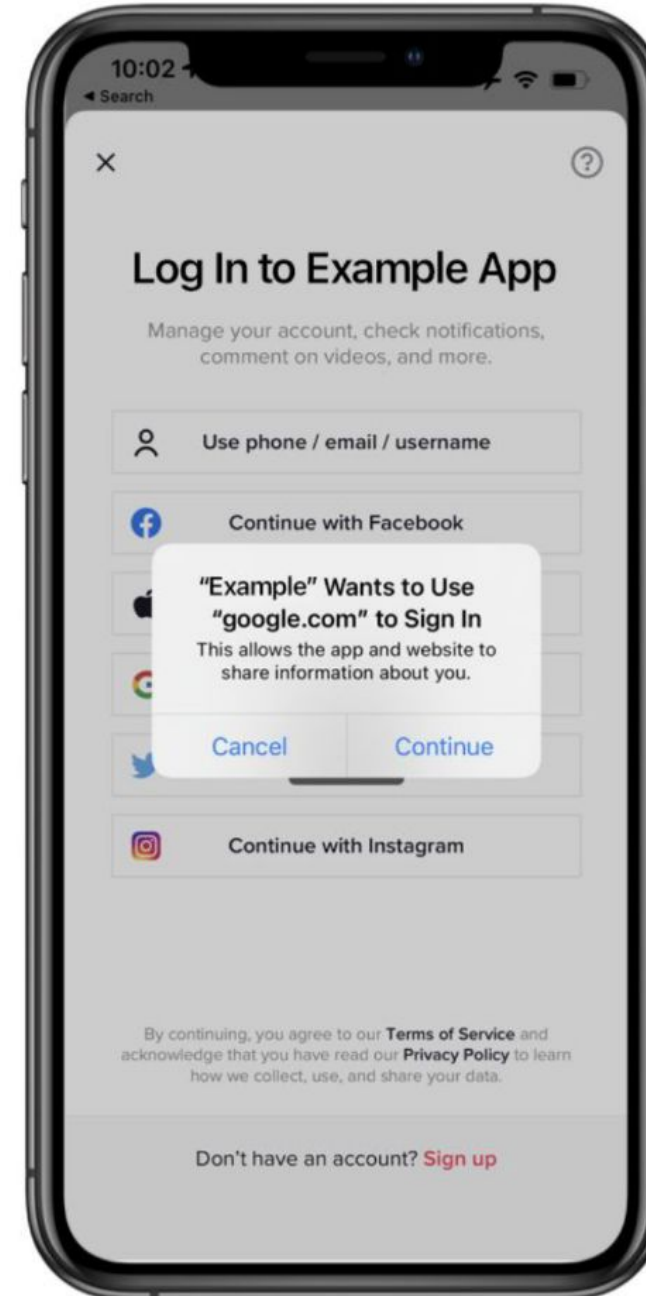 10:02
◀ Search
Log In to Example App
Manage your account, check notifications,
comment on videos, and more.
Use phone / email / username
Continue with Facebook
“Example” Wants to Use
“google.com” to Sign In
This allows the app and website to
share information about you.
Cancel
Continue
Continue with Instagram
By continuing, you agree to our Terms of Service and
acknowledge that you have read our Privacy Policy to learn
how we collect, use, and share your data.
Don’t have an account? Sign up